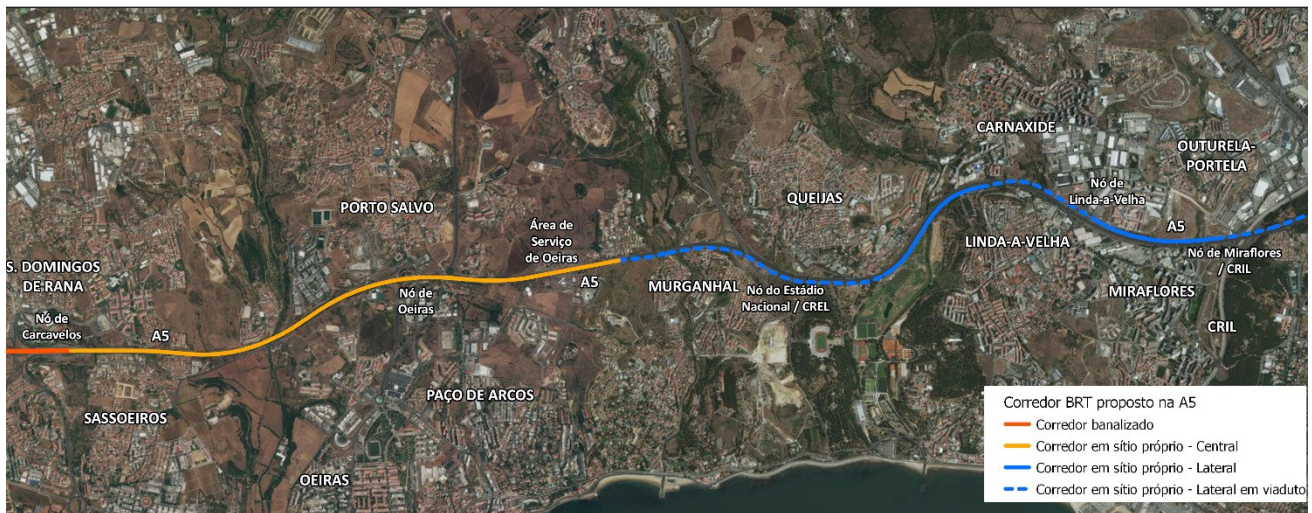 CARNAXIDE
OUTURELA-
PORTELA
Nó de
Linda-a-Velha
QUEIJAS
PORTO SALVO
Área de
Serviço
de Oeiras
A5
LINDA-A-VELHA
Nó de Miraflores
/ CRIL
S. DOMINGOS
DE RANA
A5
MURGANHAL
Nó do Estádio
Nacional / CREL
MIRAFLORES
Nó de
Oeiras
Nó de
Carcavelos
A5
CRIL
PAÇO DE ARCOS
SASSOEIROS
OEIRAS
Corredor BRT proposto na A5
Corredor banalizado
Corredor em sítio próprio - Central
Corredor em sítio próprio - Lateral
Corredor em sítio próprio - Lateral em viaduto